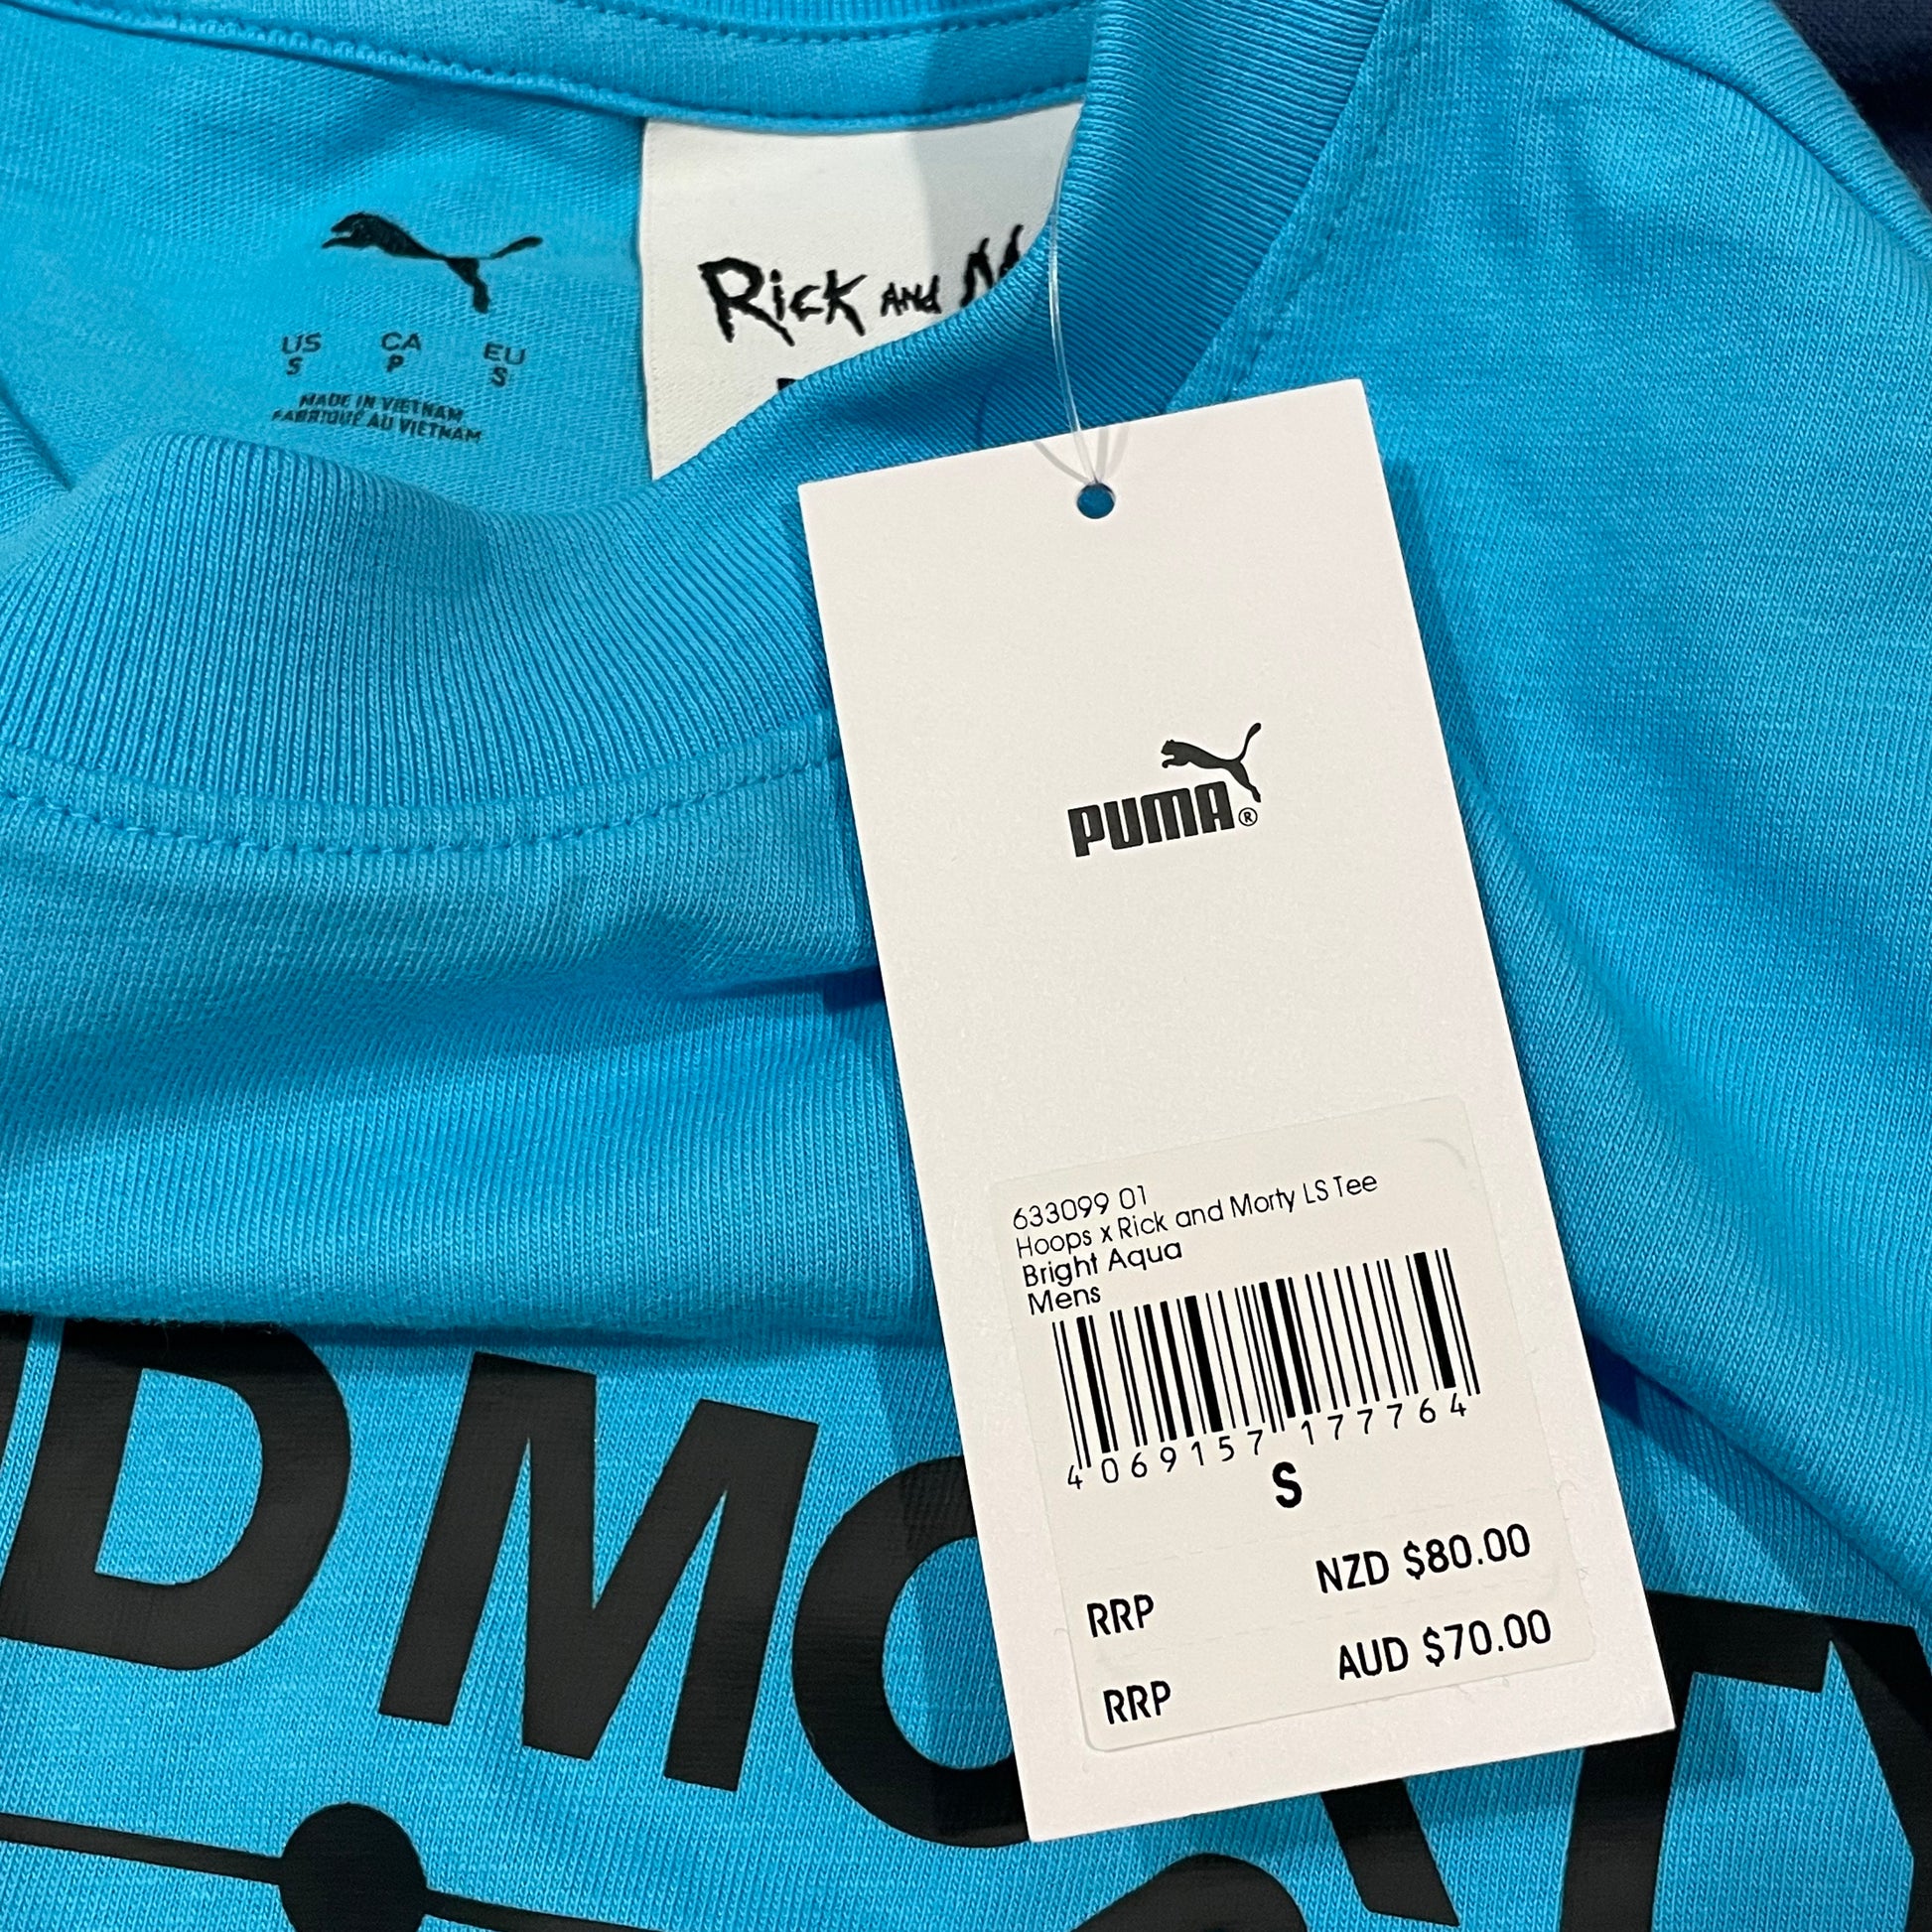 Rick and M
US CA EU
S P S
MADE IN VIETNAM
FABRIQUÉ AU VIETNAM
PUMA®
633099 01
Hoops x Rick and Morty LS Tee
Bright Aqua
Mens
4 069157 177764
S
RRP NZD $80.00
RRP AUD $70.00
D MO TY